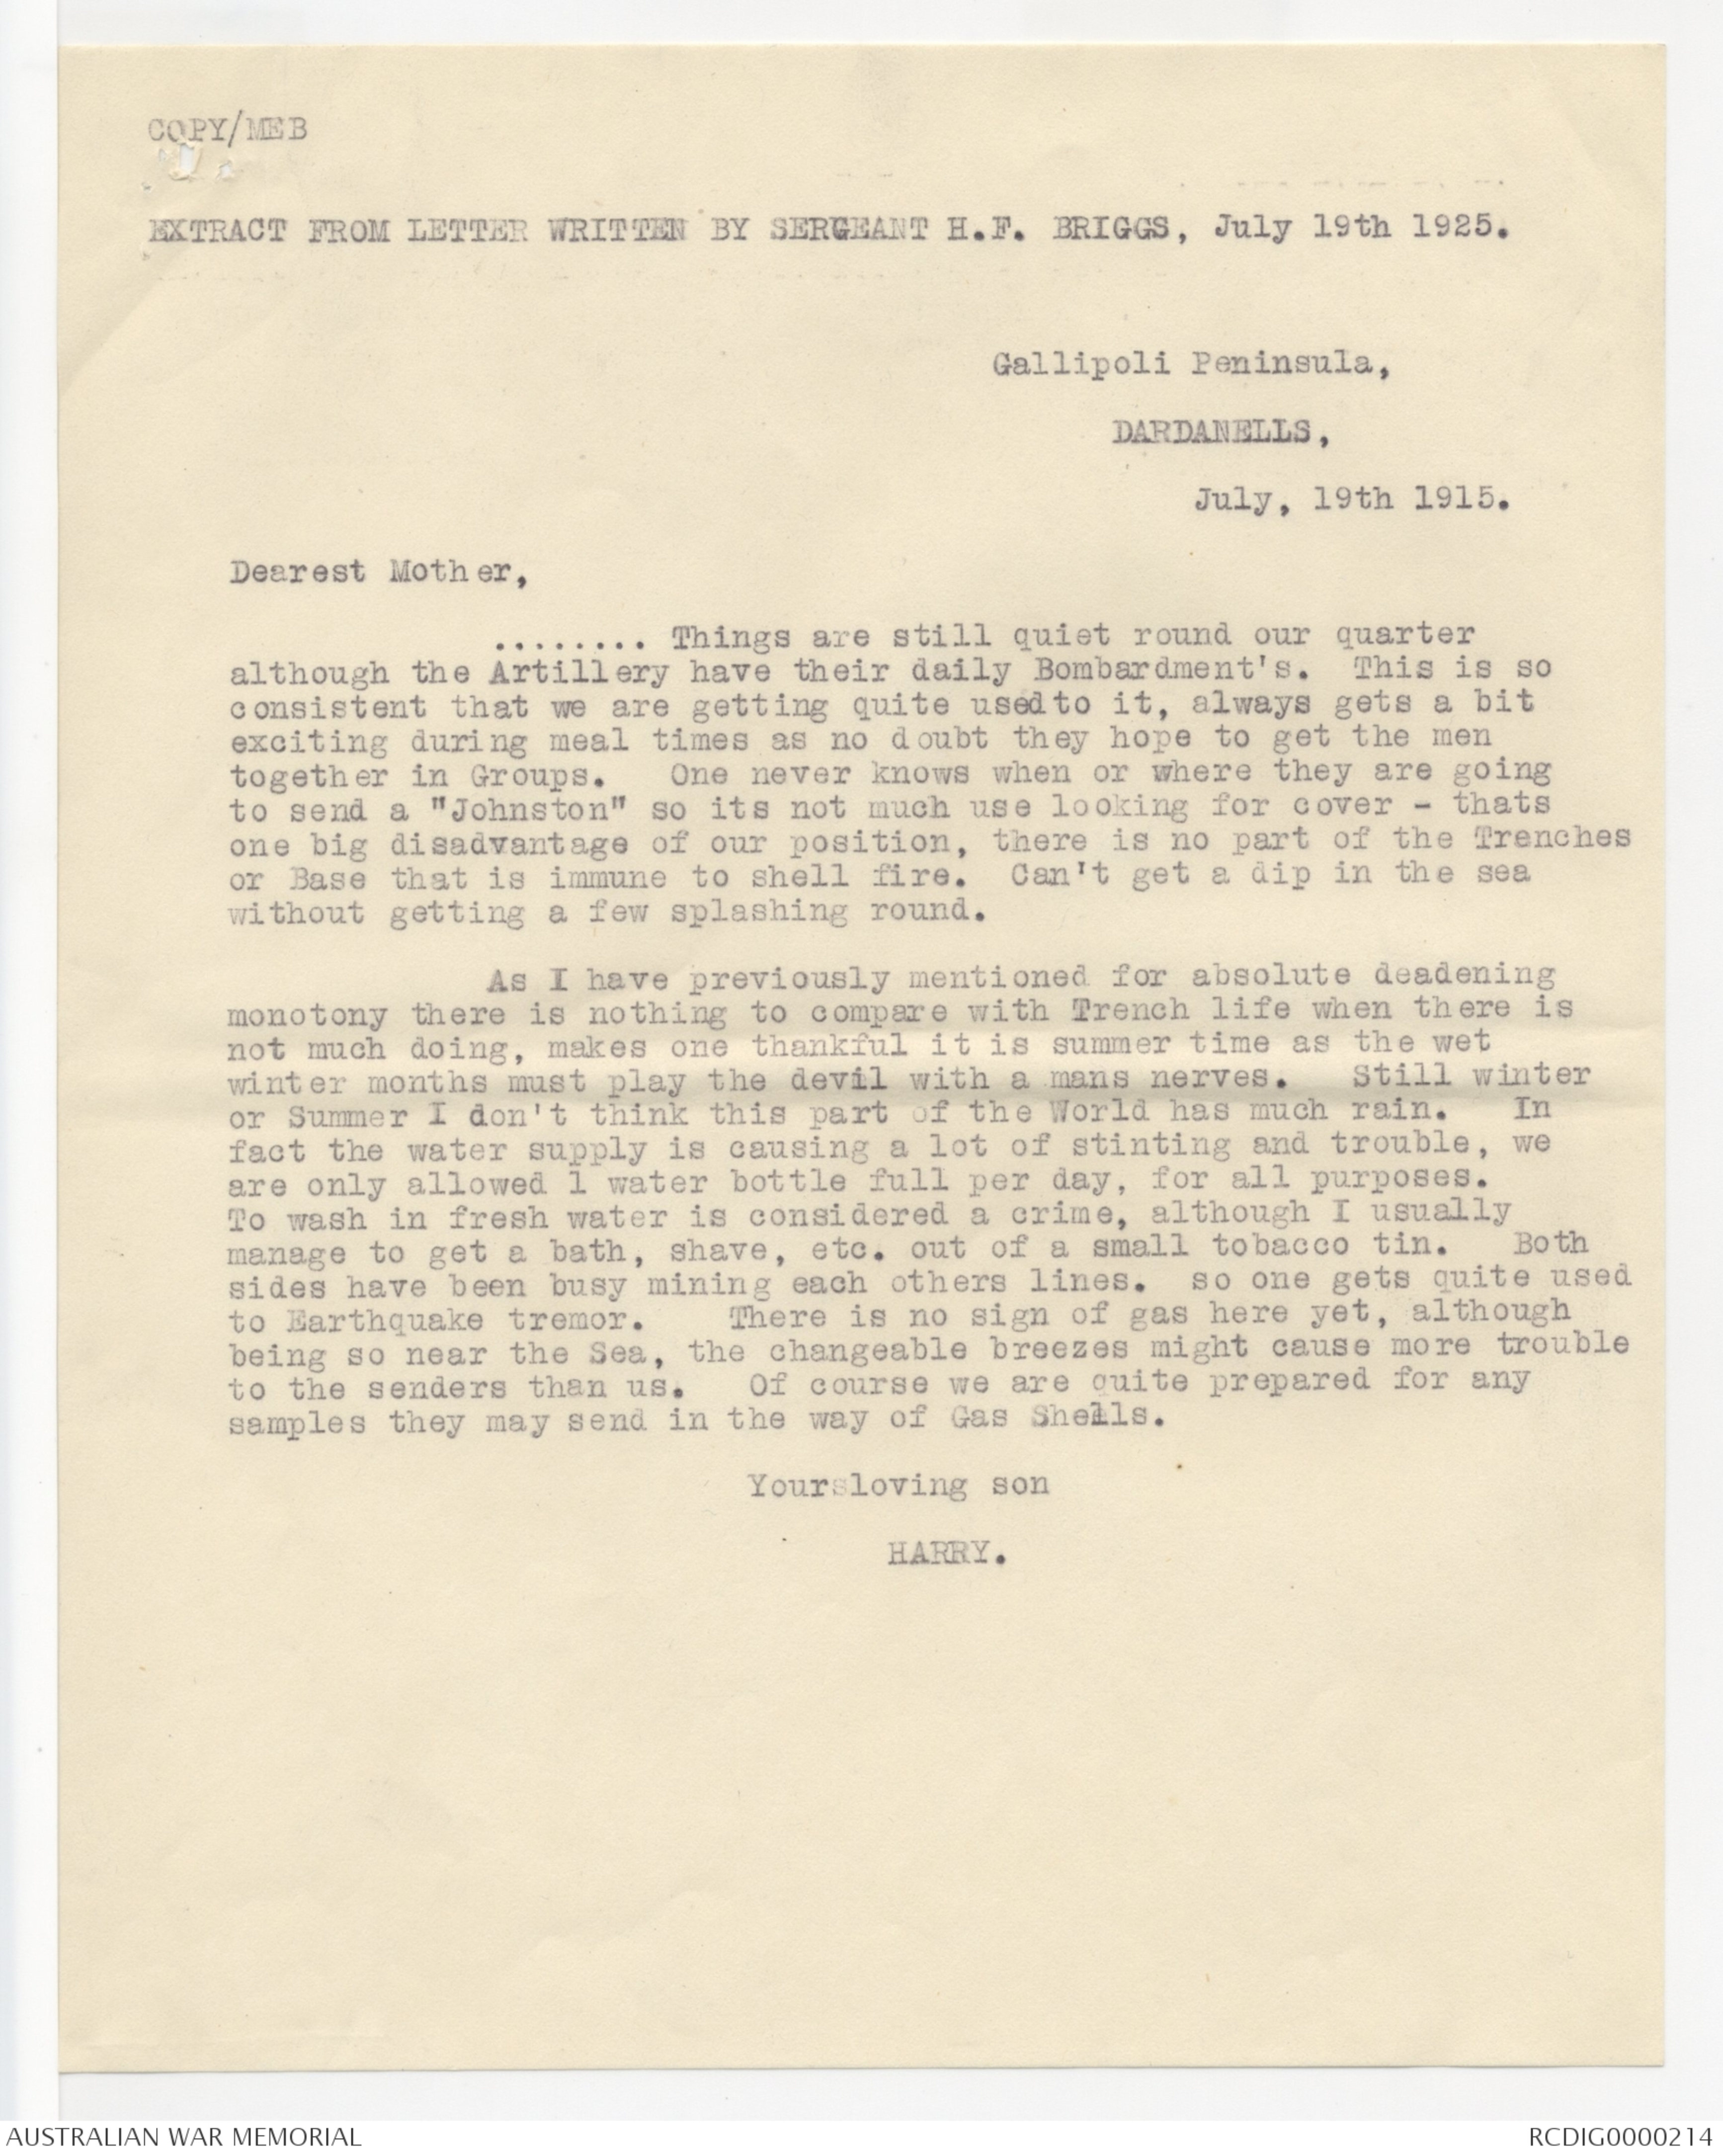 COPY/MEB
EXTRACT FROM LETTER WRITTEN BY SERGEANT H.F. BRIGGS, July 19th 1925.
Gallipoli Peninsula,
DARDANELLS,
July, 19th 1915.
Dearest Mother,
........ Things are still quiet round our quarter
although the Artillery have their daily Bombardment's. This is so
consistent that we are getting quite usedto it, always gets a bit
exciting during meal times as no doubt they hope to get the men
together in Groups. One never knows when or where they are going
to send a "Johnston" so its not much use looking for cover - thats
one big disadvantage of our position, there is no part of the Trenches
or Base that is immune to shell fire. Can't get a dip in the sea
without getting a few splashing round.
As I have previously mentioned for absolute deadening
monotony there is nothing to compare with Trench life when there is
not much doing, makes one thankful it is summer time as the wet
winter months must play the devil with a mans nerves. Still winter
or Summer I don't think this part of the World has much rain. In
fact the water supply is causing a lot of stinting and trouble, we
are only allowed 1 water bottle full per day, for all purposes.
To wash in fresh water is considered a crime, although I usually
manage to get a bath, shave, etc. out of a small tobacco tin. Both
sides have been busy mining each others lines. so one gets quite used
to Earthquake tremor. There is no sign of gas here yet, although
being so near the Sea, the changeable breezes might cause more trouble
to the senders than us. Of course we are quite prepared for any
samples they may send in the way of Gas Shells.
Yoursloving son
HARRY.
AUSTRALIAN WAR MEMORIAL
RCDIG0000214